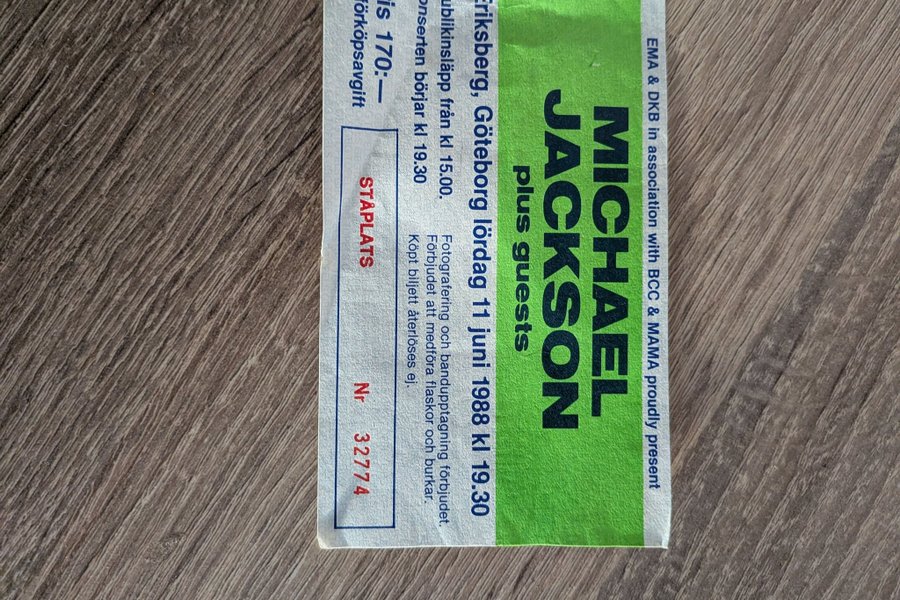 EMA & DKB in association with BCC & MAMA proudly present
MICHAEL
JACKSON
plus guests
Eriksberg, Göteborg lördag 11 juni 1988 kl 19.30
ublikinsläpp från kl 15.00.
onserten börjar kl 19.30
Fotografering och bandupptagning förbjudet.
Förbjudet att medföra flaskor och burkar.
Köpt biljett återlöses ej.
is 170:—
förköpsavgift
STÅPLATS Nr 32774